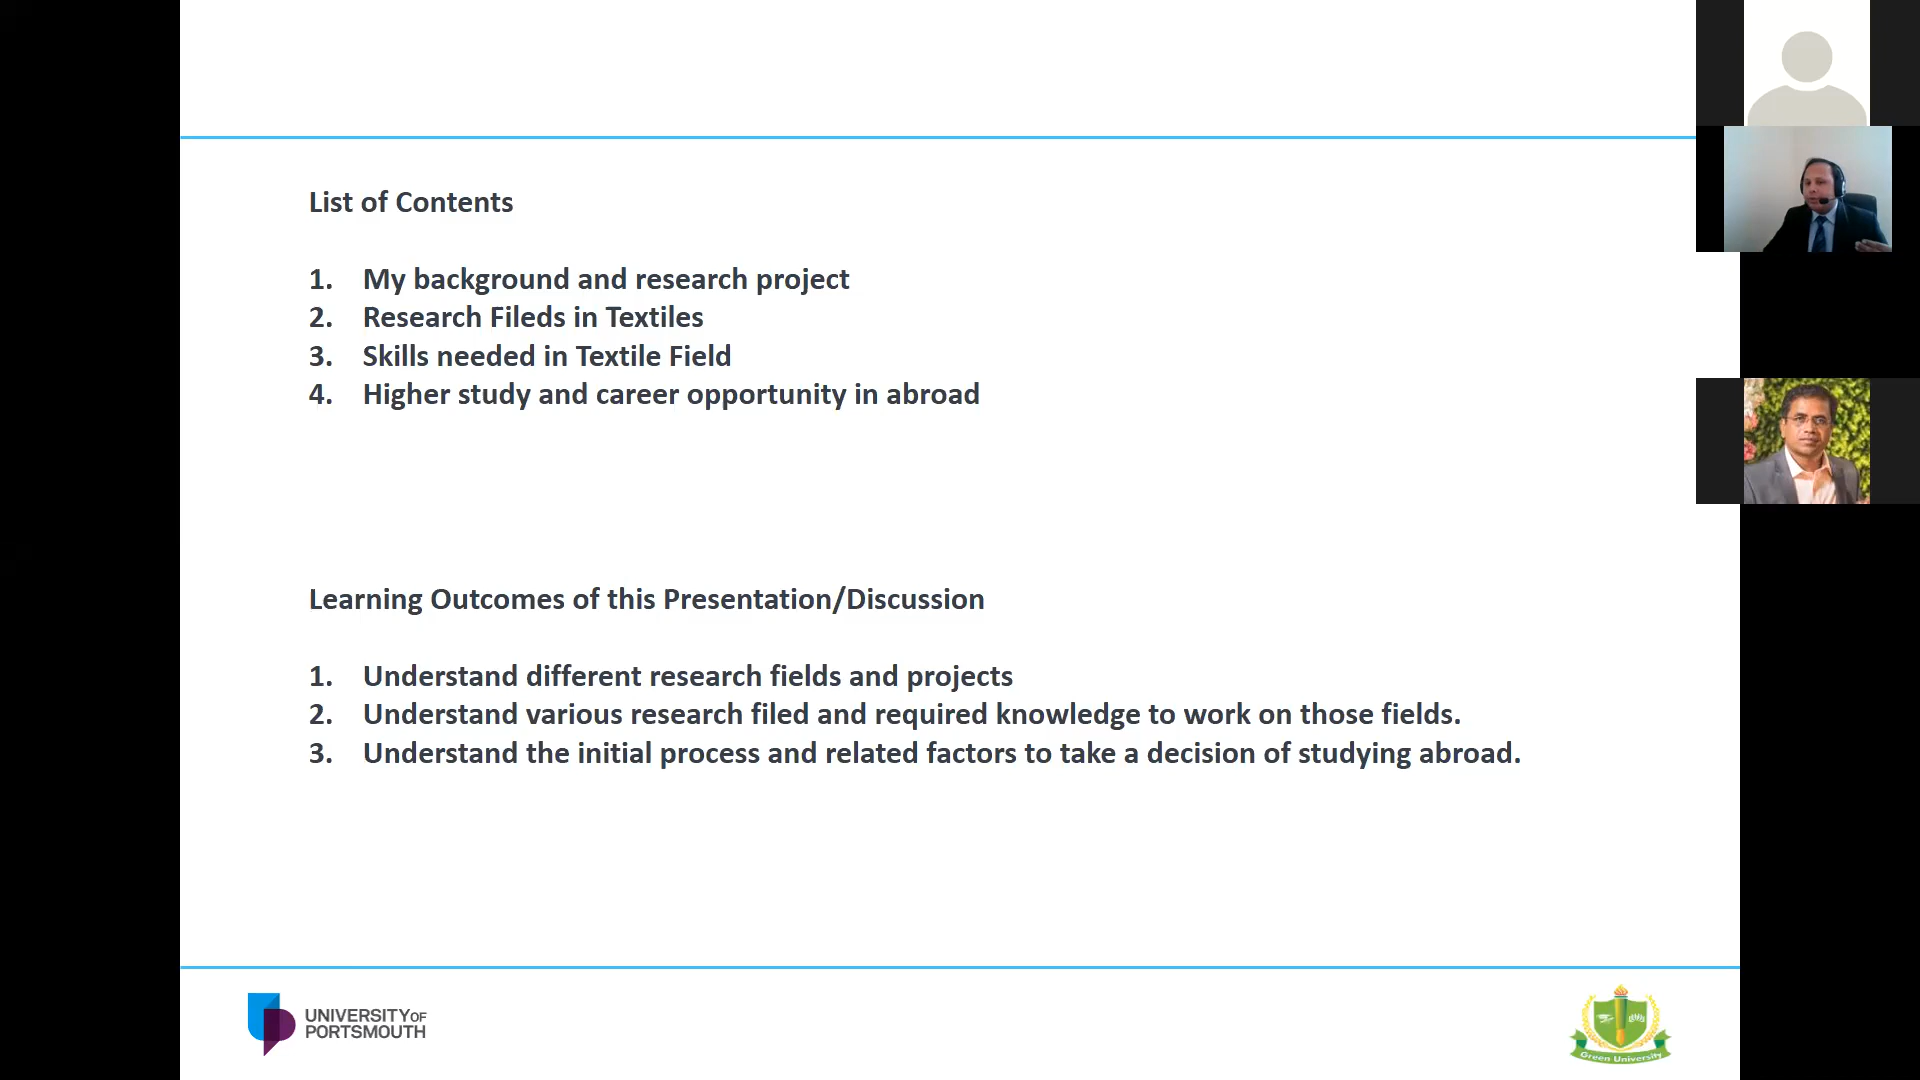 List of Contents
1. My background and research project
2. Research Fileds in Textiles
3. Skills needed in Textile Field
4. Higher study and career opportunity in abroad
Learning Outcomes of this Presentation/Discussion
1. Understand different research fields and projects
2. Understand various research filed and required knowledge to work on those fields.
3. Understand the initial process and related factors to take a decision of studying abroad.
UNIVERSITY OF
PORTSMOUTH
Green University